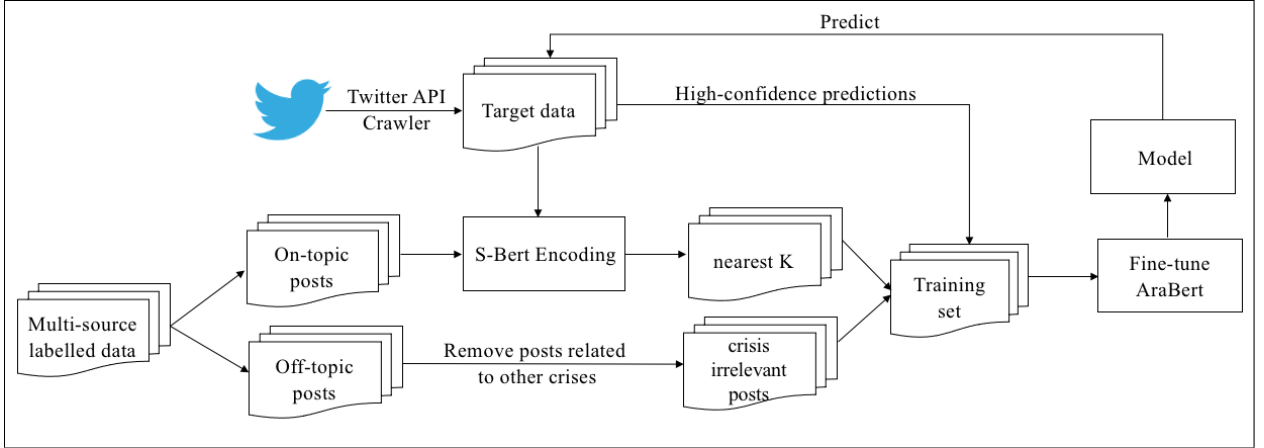 Predict
Twitter API
Crawler
Target data
High-confidence predictions
Model
On-topic
posts
S-Bert Encoding
nearest K
Training
set
Fine-tune
AraBert
Multi-source
labelled data
Off-topic
posts
Remove posts related
to other crises
crisis
irrelevant
posts